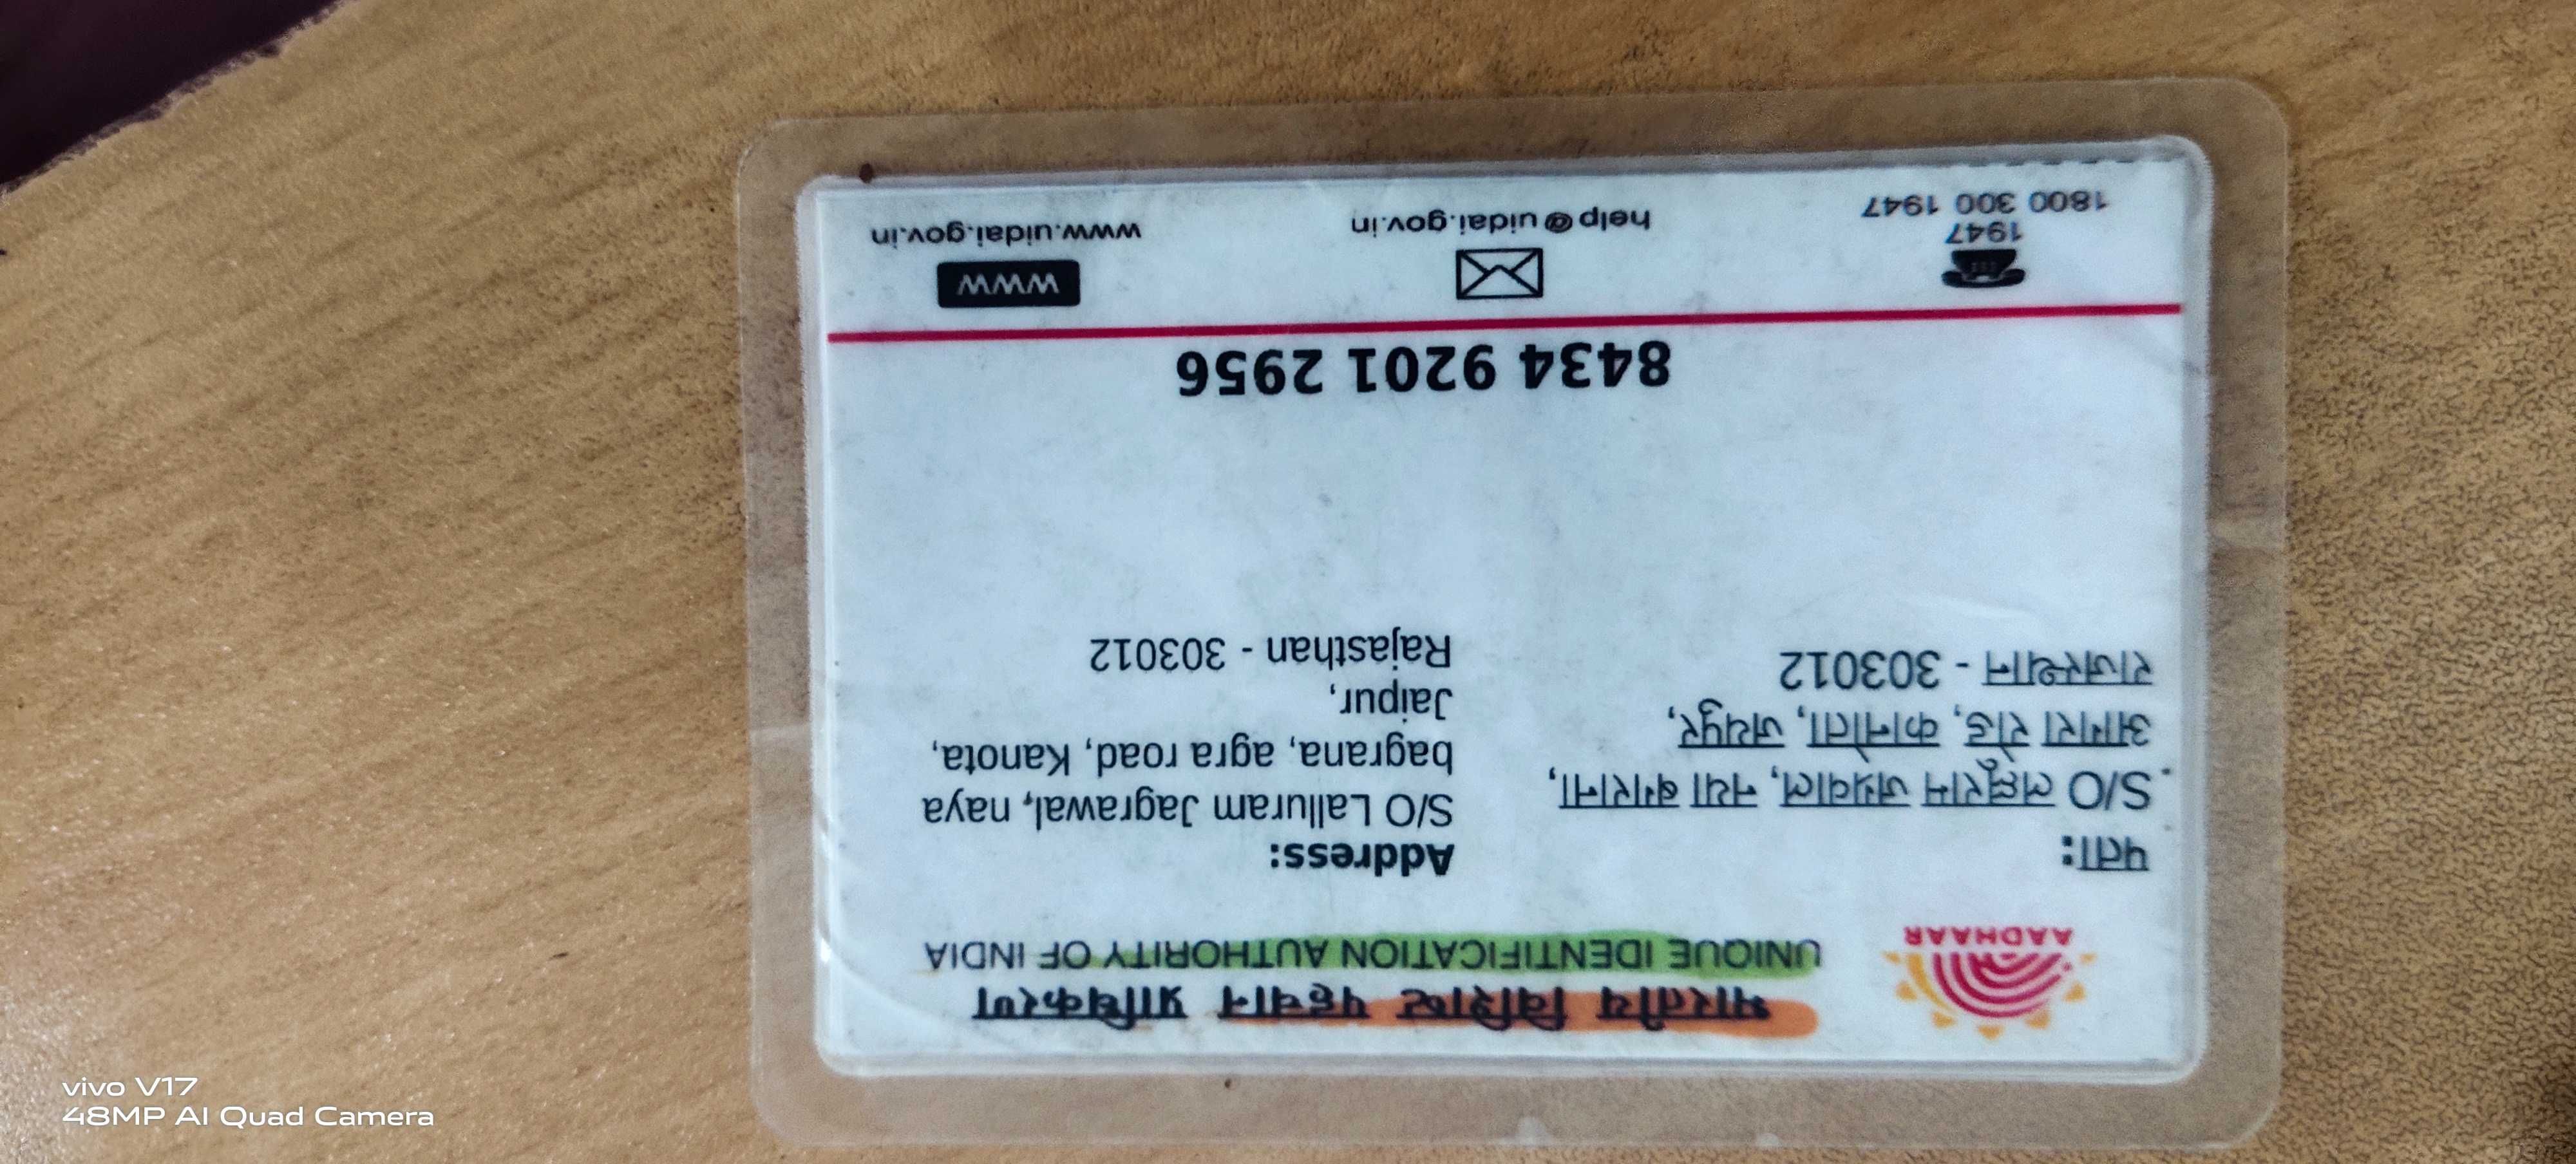 भारतीय विशिष्ट पहचान प्राधिकरण
UNIQUE IDENTIFICATION AUTHORITY OF INDIA
AADHAAR
पता:
S/O लल्लूराम जग्रवाल, नया बगराना,
आगरा रोड, कानोता, जयपुर,
राजस्थान - 303012
Address:
S/O Lalluram Jagrawal, naya
bagrana, agra road, Kanota,
Jaipur,
Rajasthan - 303012
8434 9201 2956
1947
1800 300 1947
help@uidai.gov.in
www
www.uidai.gov.in
vivo V17
48MP AI Quad Camera